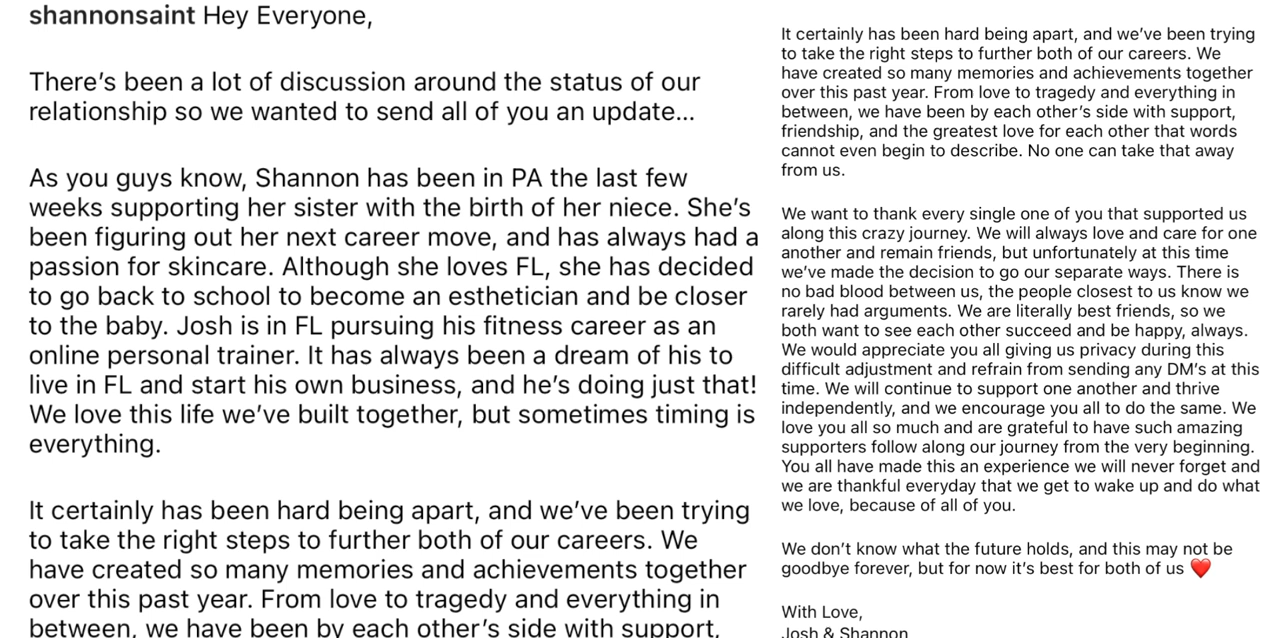 shannonsaint Hey Everyone,
There’s been a lot of discussion around the status of our
relationship so we wanted to send all of you an update...
As you guys know, Shannon has been in PA the last few
weeks supporting her sister with the birth of her niece. She’s
been figuring out her next career move, and has always had a
passion for skincare. Although she loves FL, she has decided
to go back to school to become an esthetician and be closer
to the baby. Josh is in FL pursuing his fitness career as an
online personal trainer. It has always been a dream of his to
live in FL and start his own business, and he’s doing just that!
We love this life we’ve built together, but sometimes timing is
everything.
It certainly has been hard being apart, and we’ve been trying
to take the right steps to further both of our careers. We
have created so many memories and achievements together
over this past year. From love to tragedy and everything in
between, we have been by each other’s side with support,
It certainly has been hard being apart, and we’ve been trying
to take the right steps to further both of our careers. We
have created so many memories and achievements together
over this past year. From love to tragedy and everything in
between, we have been by each other’s side with support,
friendship, and the greatest love for each other that words
cannot even begin to describe. No one can take that away
from us.
We want to thank every single one of you that supported us
along this crazy journey. We will always love and care for one
another and remain friends, but unfortunately at this time
we’ve made the decision to go our separate ways. There is
no bad blood between us, the people closest to us know we
rarely had arguments. We are literally best friends, so we
both want to see each other succeed and be happy, always.
We would appreciate you all giving us privacy during this
difficult adjustment and refrain from sending any DM’s at this
time. We will continue to support one another and thrive
independently, and we encourage you all to do the same. We
love you all so much and are grateful to have such amazing
supporters follow along our journey from the very beginning.
You all have made this an experience we will never forget and
we are thankful everyday that we get to wake up and do what
we love, because of all of you.
We don’t know what the future holds, and this may not be
goodbye forever, but for now it’s best for both of us ❤️
With Love,
Josh & Shannon